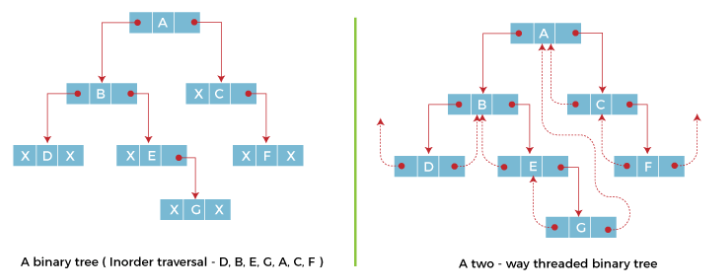 A
A
B
X C
B
C
X D X
X E
X F X
D
E
F
X G X
G
A binary tree ( Inorder traversal - D, B, E, G, A, C, F )
A two - way threaded binary tree